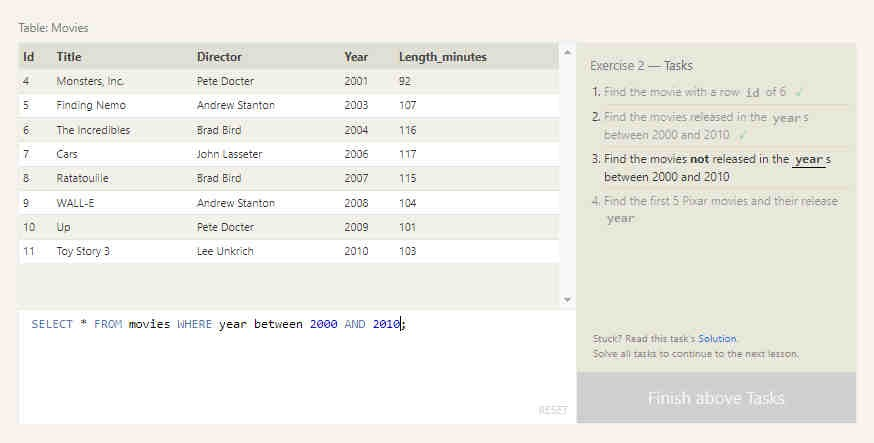 Table: Movies
Id Title Director Year Length_minutes
4 Monsters, Inc. Pete Docter 2001 92
5 Finding Nemo Andrew Stanton 2003 107
6 The Incredibles Brad Bird 2004 116
7 Cars John Lasseter 2006 117
8 Ratatouille Brad Bird 2007 115
9 WALL-E Andrew Stanton 2008 104
10 Up Pete Docter 2009 101
11 Toy Story 3 Lee Unkrich 2010 103
SELECT * FROM movies WHERE year between 2000 AND 2010;
RESET
Exercise 2 — Tasks
1. Find the movie with a row id of 6 ✓
2. Find the movies released in the years
between 2000 and 2010 ✓
3. Find the movies not released in the years
between 2000 and 2010
4. Find the first 5 Pixar movies and their release
year
Stuck? Read this task's Solution.
Solve all tasks to continue to the next lesson.
Finish above Tasks